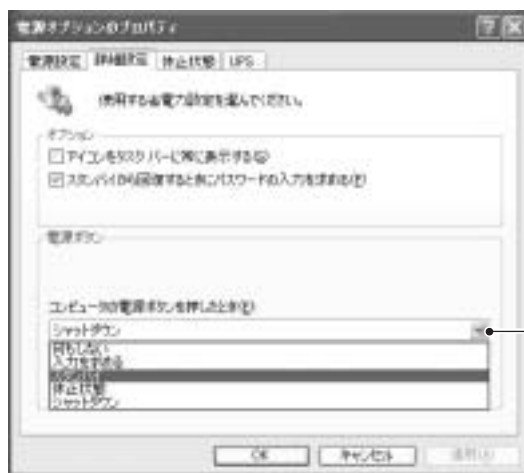 電源オプションのプロパティ
電源設定 詳細設定 休止状態 UPS
使用する省電力設定を選んでください。
オプション
アイコンをタスク バーに常に表示する(G)
スタンバイから回復するときにパスワードの入力を求める(P)
電源ボタン
コンピュータの電源ボタンを押したとき(E)
シャットダウン
何もしない
入力を求める
休止状態
シャットダウン
OK キャンセル 適用(A)